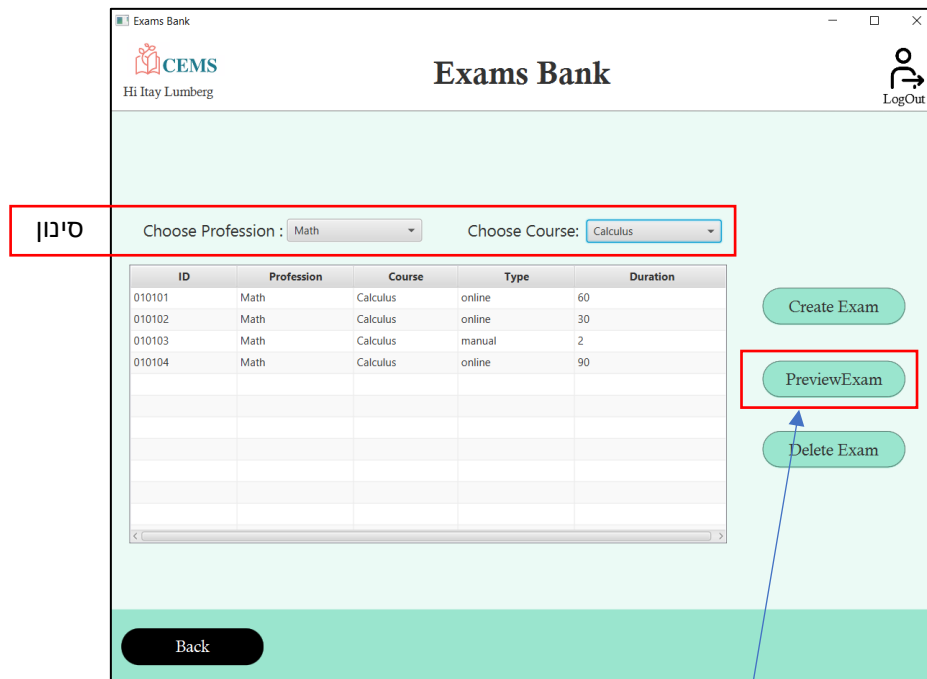 Exams Bank
CEMS
Hi Itay Lumberg
Exams Bank
LogOut
סינון
Choose Profession : Math Choose Course: Calculus
ID Profession Course Type Duration
010101 Math Calculus online 60
010102 Math Calculus online 30
010103 Math Calculus manual 2
010104 Math Calculus online 90
Create Exam
PreviewExam
Delete Exam
Back